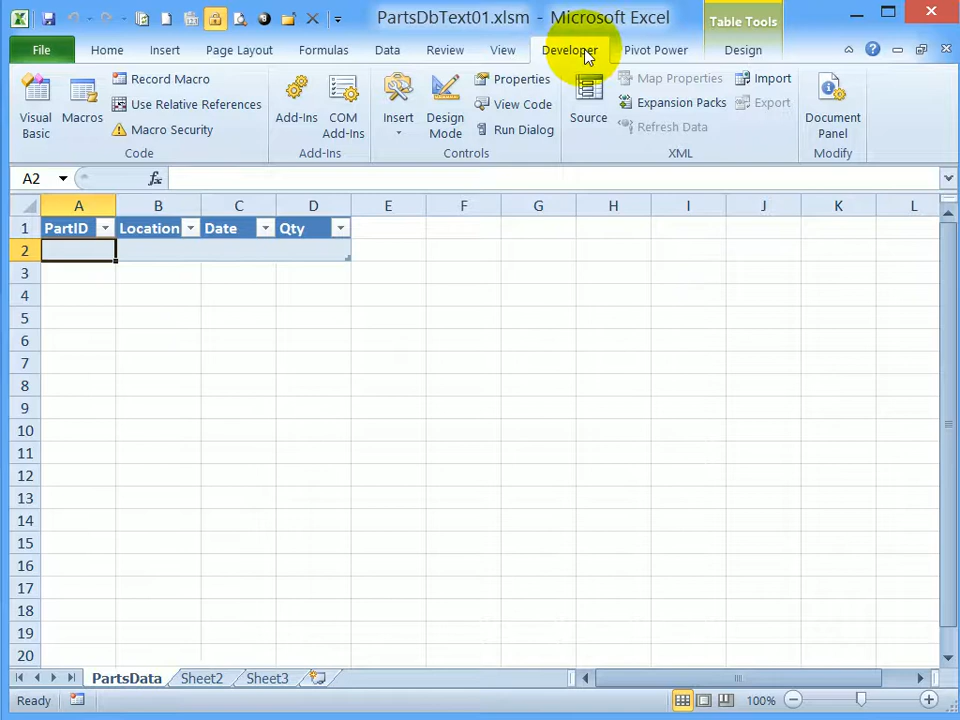 PartsDbText01.xlsm - Microsoft Excel
Table Tools
File Home Insert Page Layout Formulas Data Review View Developer Pivot Power Design
Visual Basic
Macros
Record Macro
Use Relative References
Macro Security
Code
Add-Ins
COM Add-Ins
Add-Ins
Insert
Design Mode
Properties
View Code
Run Dialog
Controls
Source
Map Properties
Expansion Packs
Refresh Data
Import
Export
XML
Document Panel
Modify
A2 fx
A B C D E F G H I J K L
1 PartID Location Date Qty
2
3
4
5
6
7
8
9
10
11
12
13
14
15
16
17
18
19
20
PartsData Sheet2 Sheet3
Ready 100%